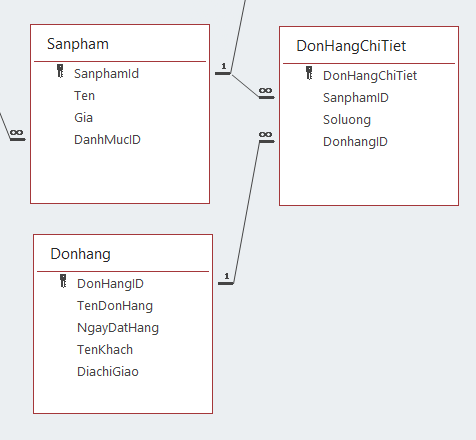 Sanpham
SanphamId
Ten
Gia
DanhMucID
1
∞
∞
∞
DonHangChiTiet
DonHangChiTiet
SanphamID
Soluong
DonhangID
Donhang
DonHangID
TenDonHang
NgayDatHang
TenKhach
DiachiGiao
1